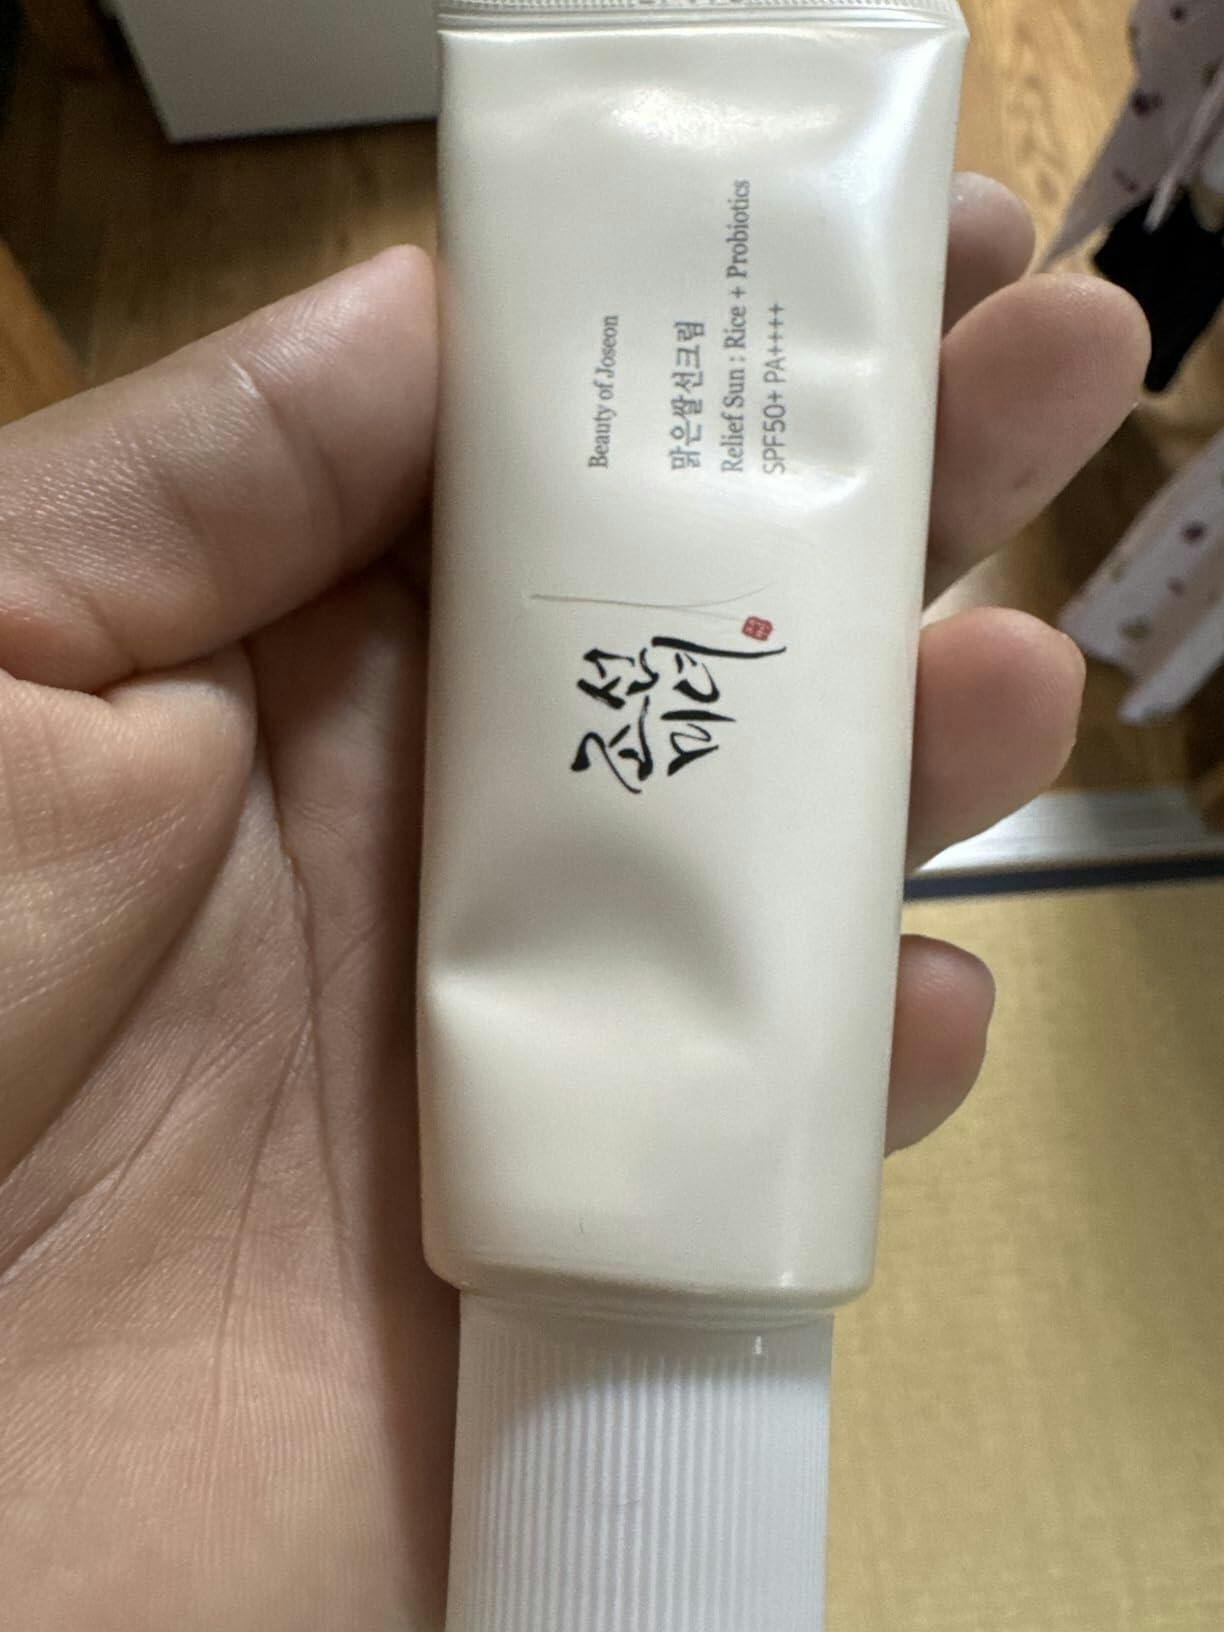 Beauty of Joseon
맑은쌀선크림
Relief Sun : Rice + Probiotics
SPF50+ PA++++
조선
미녀